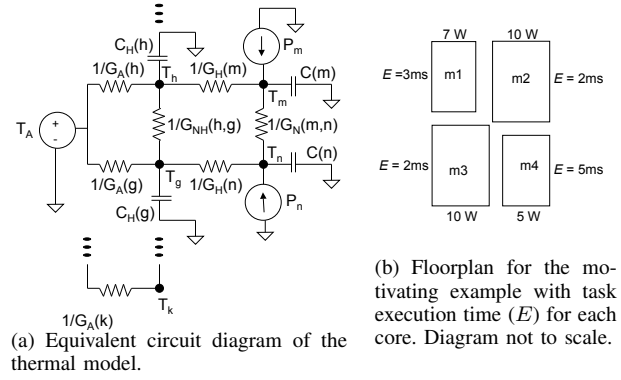 C_H(h)
P_m
1/G_A(h)
T_h
1/G_H(m)
C(m)
T_m
T_A
+
-
1/G_NH(h,g)
1/G_N(m,n)
T_n
C(n)
1/G_A(g)
T_g
1/G_H(n)
C_H(g)
P_n
T_k
1/G_A(k)
(a) Equivalent circuit diagram of the
thermal model.
7 W
10 W
E =3ms
m1
m2
E = 2ms
E = 2ms
m3
m4
E = 5ms
10 W
5 W
(b) Floorplan for the mo-
tivating example with task
execution time (E) for each
core. Diagram not to scale.